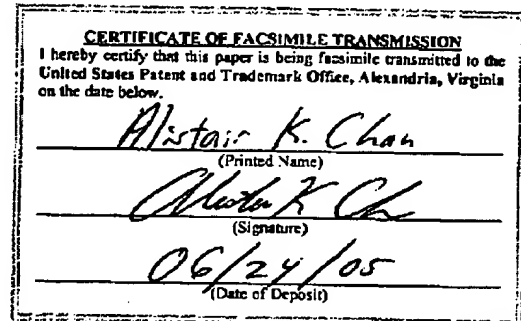 CERTIFICATE OF FACSIMILE TRANSMISSION
I hereby certify that this paper is being facsimile transmitted to the
United States Patent and Trademark Office, Alexandria, Virginia
on the date below.
Alistair K. Chan
(Printed Name)
Alistair K Ch
(Signature)
06/24/05
(Date of Deposit)